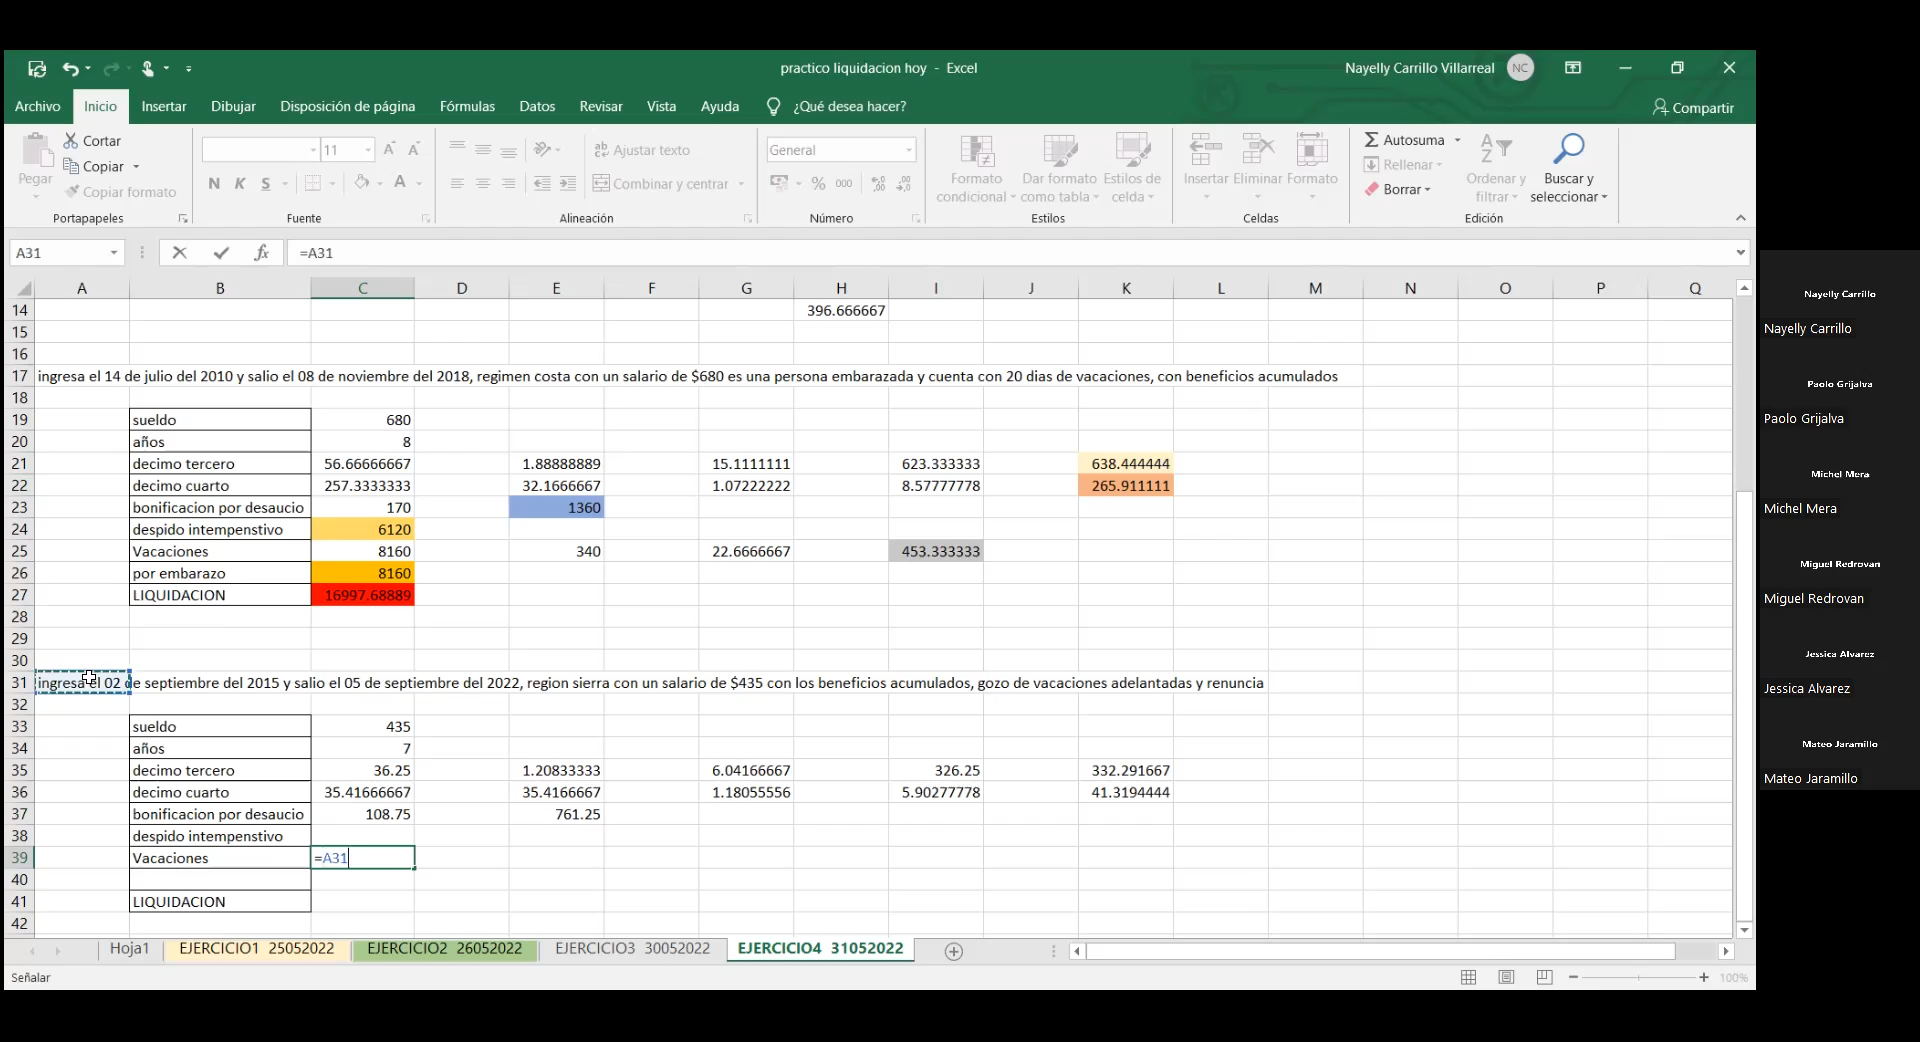 practico liquidacion hoy - Excel
Nayelly Carrillo Villarreal NC
Archivo Inicio Insertar Dibujar Disposición de página Fórmulas Datos Revisar Vista Ayuda ¿Qué desea hacer? Compartir
Pegar
Cortar
Copiar
Copiar formato
Portapapeles
11 A A
N K S A
Fuente
ab Ajustar texto
Combinar y centrar
Alineación
General
% 000
Número
Formato condicional
Dar formato como tabla
Estilos de celda
Estilos
Insertar Eliminar Formato
Celdas
Σ Autosuma
Rellenar
Borrar
Ordenar y filtrar
Buscar y seleccionar
Edición
A31 fx =A31
A B C D E F G H I J K L M N O P Q
14 396.666667
15
16
17 ingresa el 14 de julio del 2010 y salio el 08 de noviembre del 2018, regimen costa con un salario de $680 es una persona embarazada y cuenta con 20 dias de vacaciones, con beneficios acumulados
18
19 sueldo 680
20 años 8
21 decimo tercero 56.66666667 1.88888889 15.1111111 623.333333 638.444444
22 decimo cuarto 257.3333333 32.1666667 1.07222222 8.57777778 265.911111
23 bonificacion por desaucio 170 1360
24 despido intempenstivo 6120
25 Vacaciones 8160 340 22.6666667 453.333333
26 por embarazo 8160
27 LIQUIDACION 16997.68889
28
29
30
31 ingresa el 02 de septiembre del 2015 y salio el 05 de septiembre del 2022, region sierra con un salario de $435 con los beneficios acumulados, gozo de vacaciones adelantadas y renuncia
32
33 sueldo 435
34 años 7
35 decimo tercero 36.25 1.20833333 6.04166667 326.25 332.291667
36 decimo cuarto 35.41666667 35.4166667 1.18055556 5.90277778 41.3194444
37 bonificacion por desaucio 108.75 761.25
38 despido intempenstivo
39 Vacaciones =A31
40
41 LIQUIDACION
42
Hoja1 EJERCICIO1 25052022 EJERCICIO2 26052022 EJERCICIO3 30052022 EJERCICIO4 31052022
Señalar 100%
Nayelly Carrillo
Nayelly Carrillo
Paolo Grijalva
Paolo Grijalva
Michel Mera
Michel Mera
Miguel Redrovan
Miguel Redrovan
Jessica Alvarez
Jessica Alvarez
Mateo Jaramillo
Mateo Jaramillo